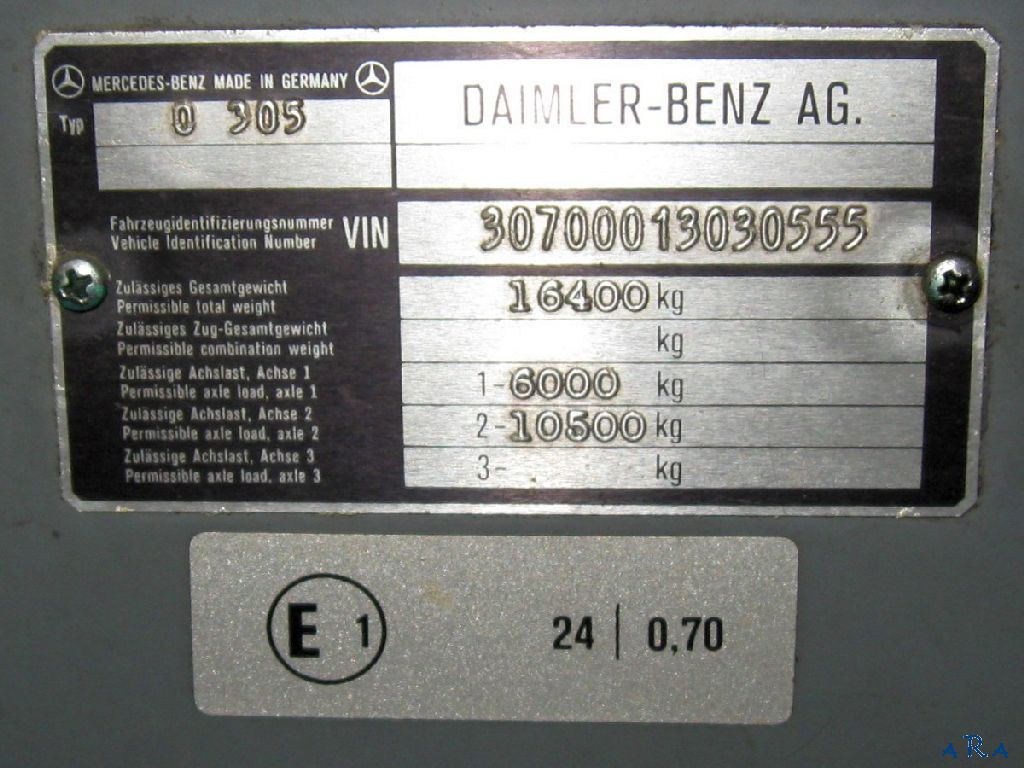 MERCEDES-BENZ MADE IN GERMANY
Typ O 305
DAIMLER-BENZ AG.
Fahrzeugidentifizierungsnummer
Vehicle Identification Number
VIN
30700013030555
Zulässiges Gesamtgewicht
Permissible total weight
16400 kg
Zulässiges Zug-Gesamtgewicht
Permissible combination weight
kg
Zulässige Achslast, Achse 1
Permissible axle load, axle 1
1- 6000 kg
Zulässige Achslast, Achse 2
Permissible axle load, axle 2
2- 10500 kg
Zulässige Achslast, Achse 3
Permissible axle load, axle 3
3- kg
E 1 24 | 0,70
ARA